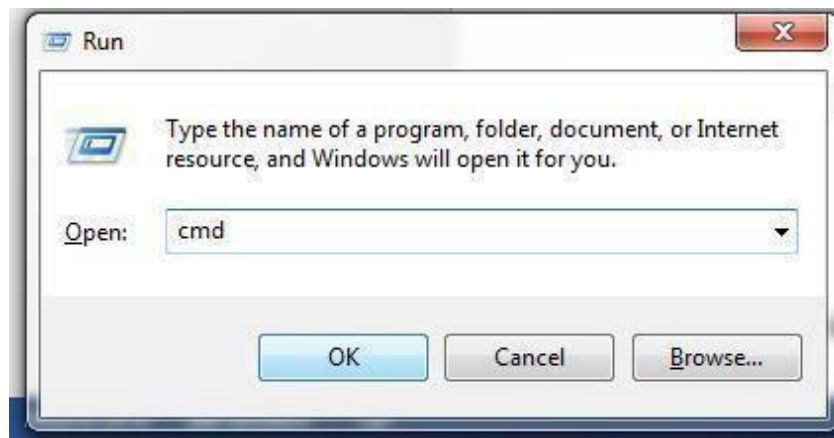 Run
Type the name of a program, folder, document, or Internet
resource, and Windows will open it for you.
Open: cmd
OK Cancel Browse...